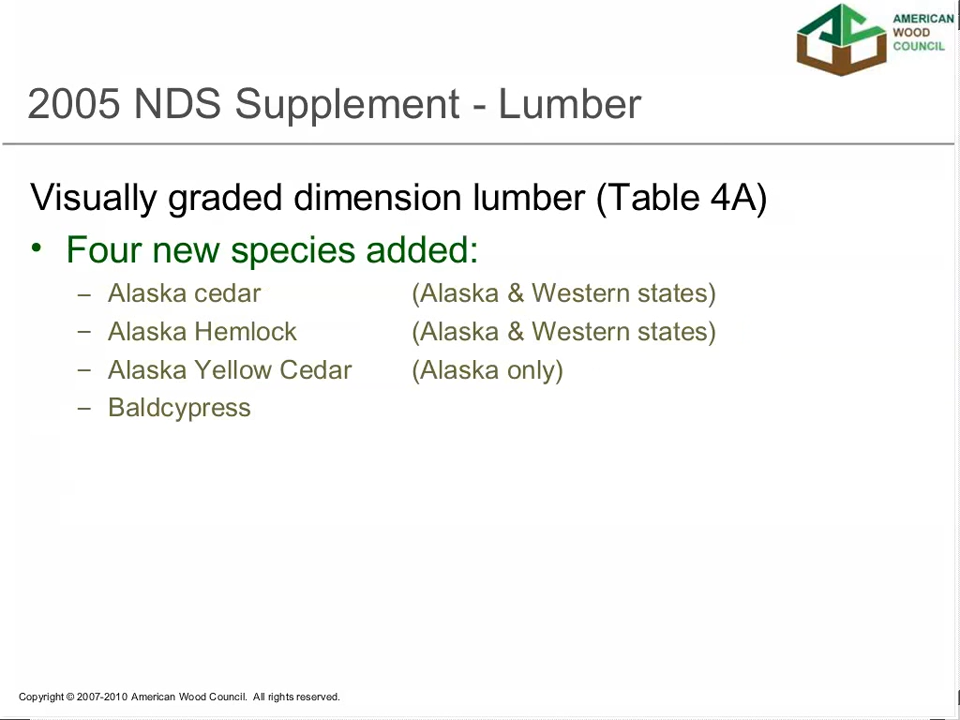 AMERICAN
WOOD
COUNCIL
2005 NDS Supplement - Lumber
Visually graded dimension lumber (Table 4A)
• Four new species added:
– Alaska cedar (Alaska & Western states)
– Alaska Hemlock (Alaska & Western states)
– Alaska Yellow Cedar (Alaska only)
– Baldcypress
Copyright © 2007-2010 American Wood Council. All rights reserved.